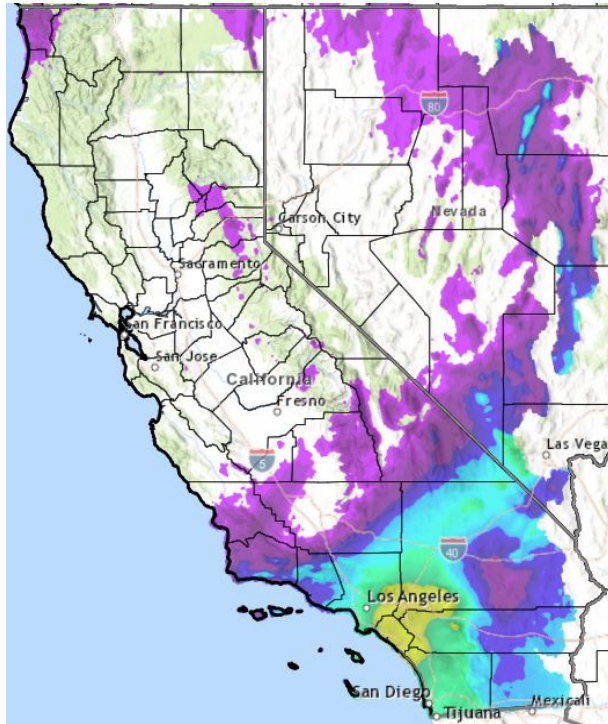 80
Carson City
Nevada
Sacramento
San Francisco
San Jose
California
Fresno
5
Las Vega
40
Los Angeles
San Diego
Tijuana
Mexicali